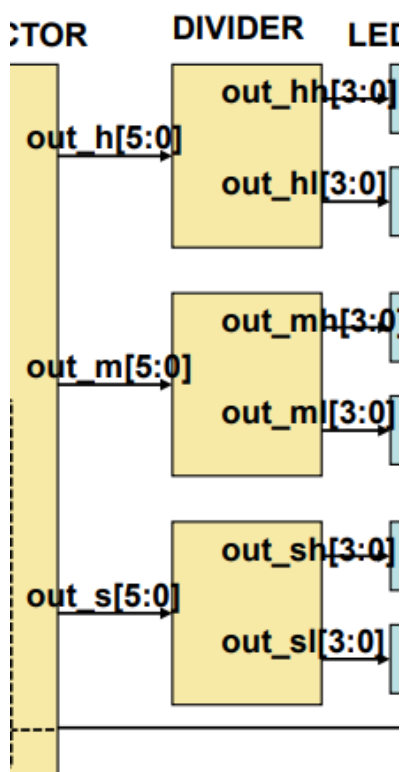 CTOR
DIVIDER
LED
out_hh[3:0]
out_h[5:0]
out_hl[3:0]
out_mh[3:0]
out_m[5:0]
out_ml[3:0]
out_sh[3:0]
out_s[5:0]
out_sl[3:0]